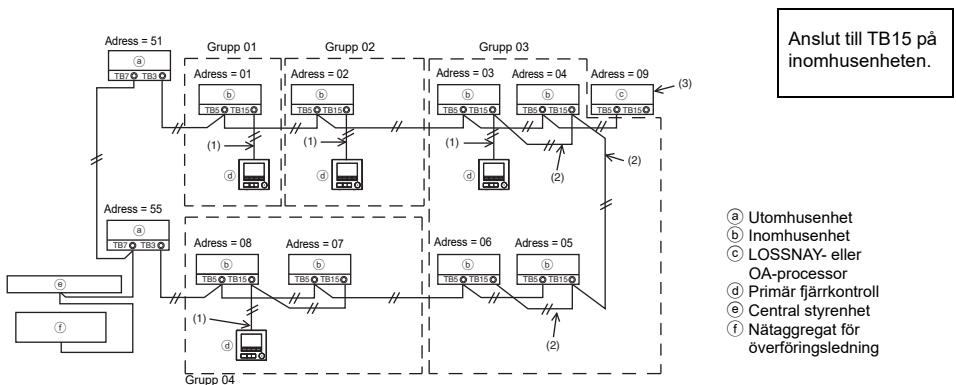 Anslut till TB15 på
inomhusenheten.
Adress = 51
Grupp 01
Grupp 02
Grupp 03
ⓐ
TB7 TB3
Adress = 01
Adress = 02
Adress = 03
Adress = 04
Adress = 09
ⓑ
ⓑ
ⓑ
ⓑ
ⓒ
(3)
TB5 TB15
TB5 TB15
TB5 TB15
TB5 TB15
TB5 TB15
(1)
(1)
(1)
(2)
(2)
ⓓ
ⓓ
ⓓ
Adress = 55
ⓐ
TB7 TB3
Adress = 08
Adress = 07
Adress = 06
Adress = 05
ⓑ
ⓑ
ⓑ
ⓑ
TB5 TB15
TB5 TB15
TB5 TB15
TB5 TB15
ⓔ
ⓕ
(1)
(2)
ⓓ
Grupp 04
ⓐ Utomhusenhet
ⓑ Inomhusenhet
ⓒ LOSSNAY- eller
OA-processor
ⓓ Primär fjärrkontroll
ⓔ Central styrenhet
ⓕ Nätaggregat för
överföringsledning